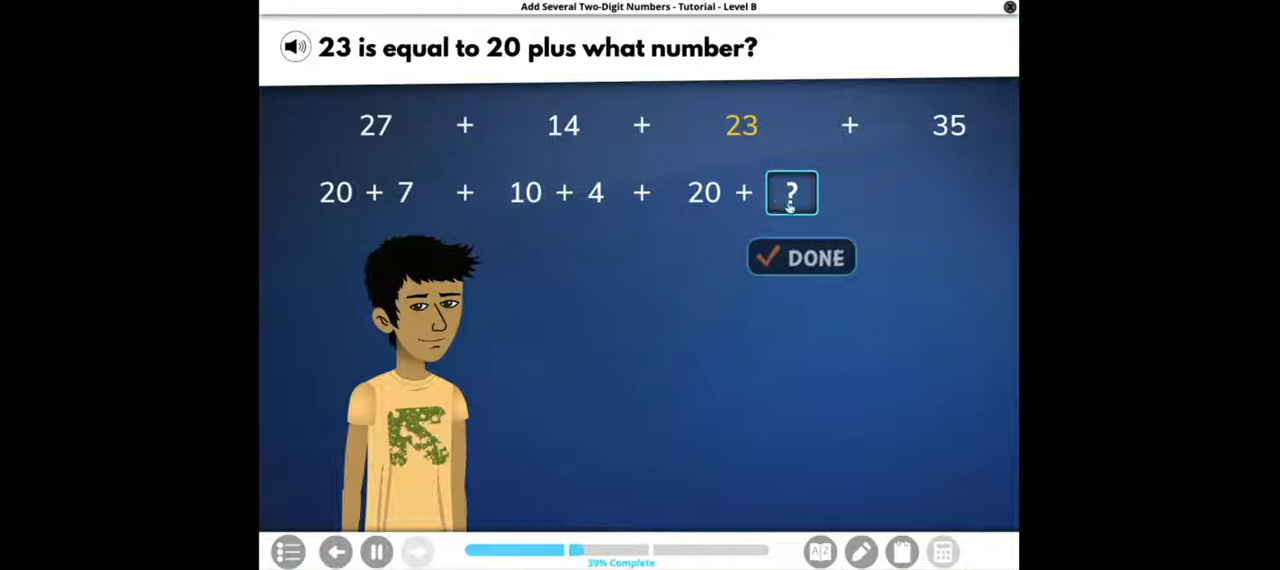 Add Several Two-Digit Numbers - Tutorial - Level B
23 is equal to 20 plus what number?
27 + 14 + 23 + 35
20 + 7 + 10 + 4 + 20 + ?
DONE
AZ
39% Complete